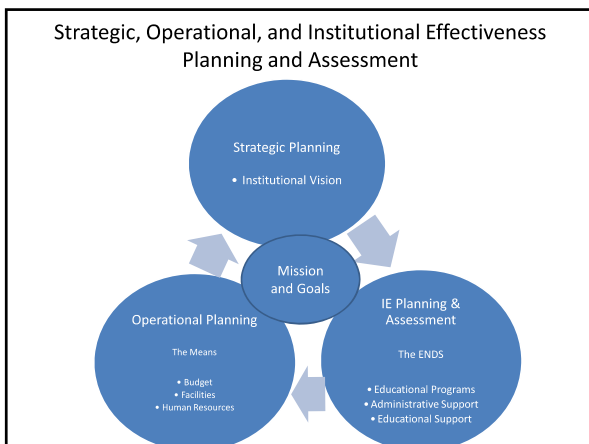 Strategic, Operational, and Institutional Effectiveness
Planning and Assessment
Strategic Planning
• Institutional Vision
Mission
and Goals
Operational Planning
The Means
• Budget
• Facilities
• Human Resources
IE Planning &
Assessment
The ENDS
• Educational Programs
• Administrative Support
• Educational Support